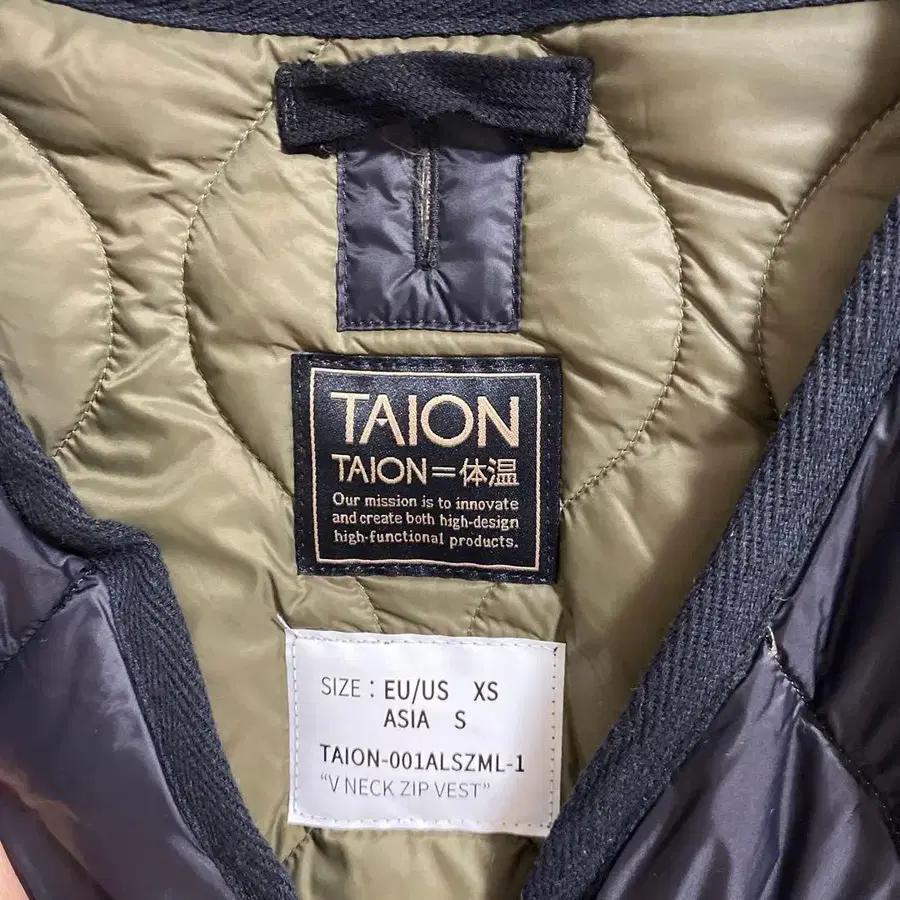 TAION
TAION=体温
Our mission is to innovate
and create both high-design
high-functional products.
SIZE : EU/US XS
ASIA S
TAION-001ALSZML-1
“V NECK ZIP VEST”